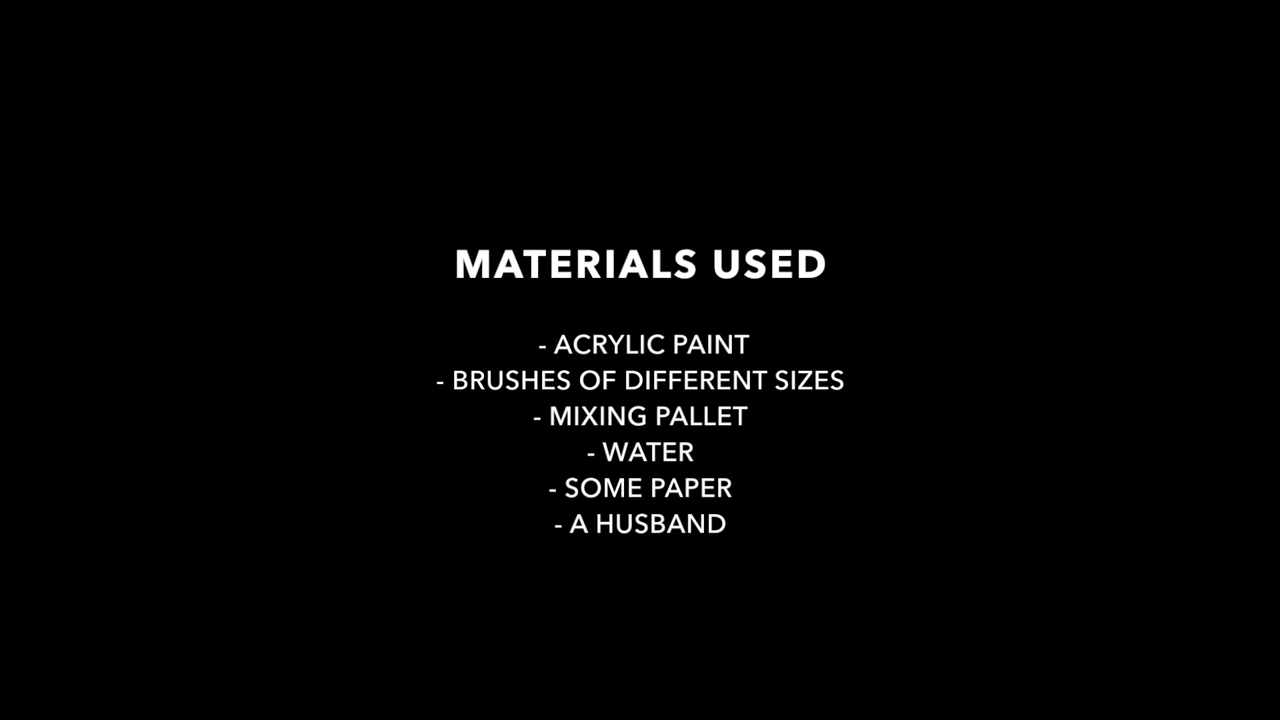 MATERIALS USED
- ACRYLIC PAINT
- BRUSHES OF DIFFERENT SIZES
- MIXING PALLET
- WATER
- SOME PAPER
- A HUSBAND